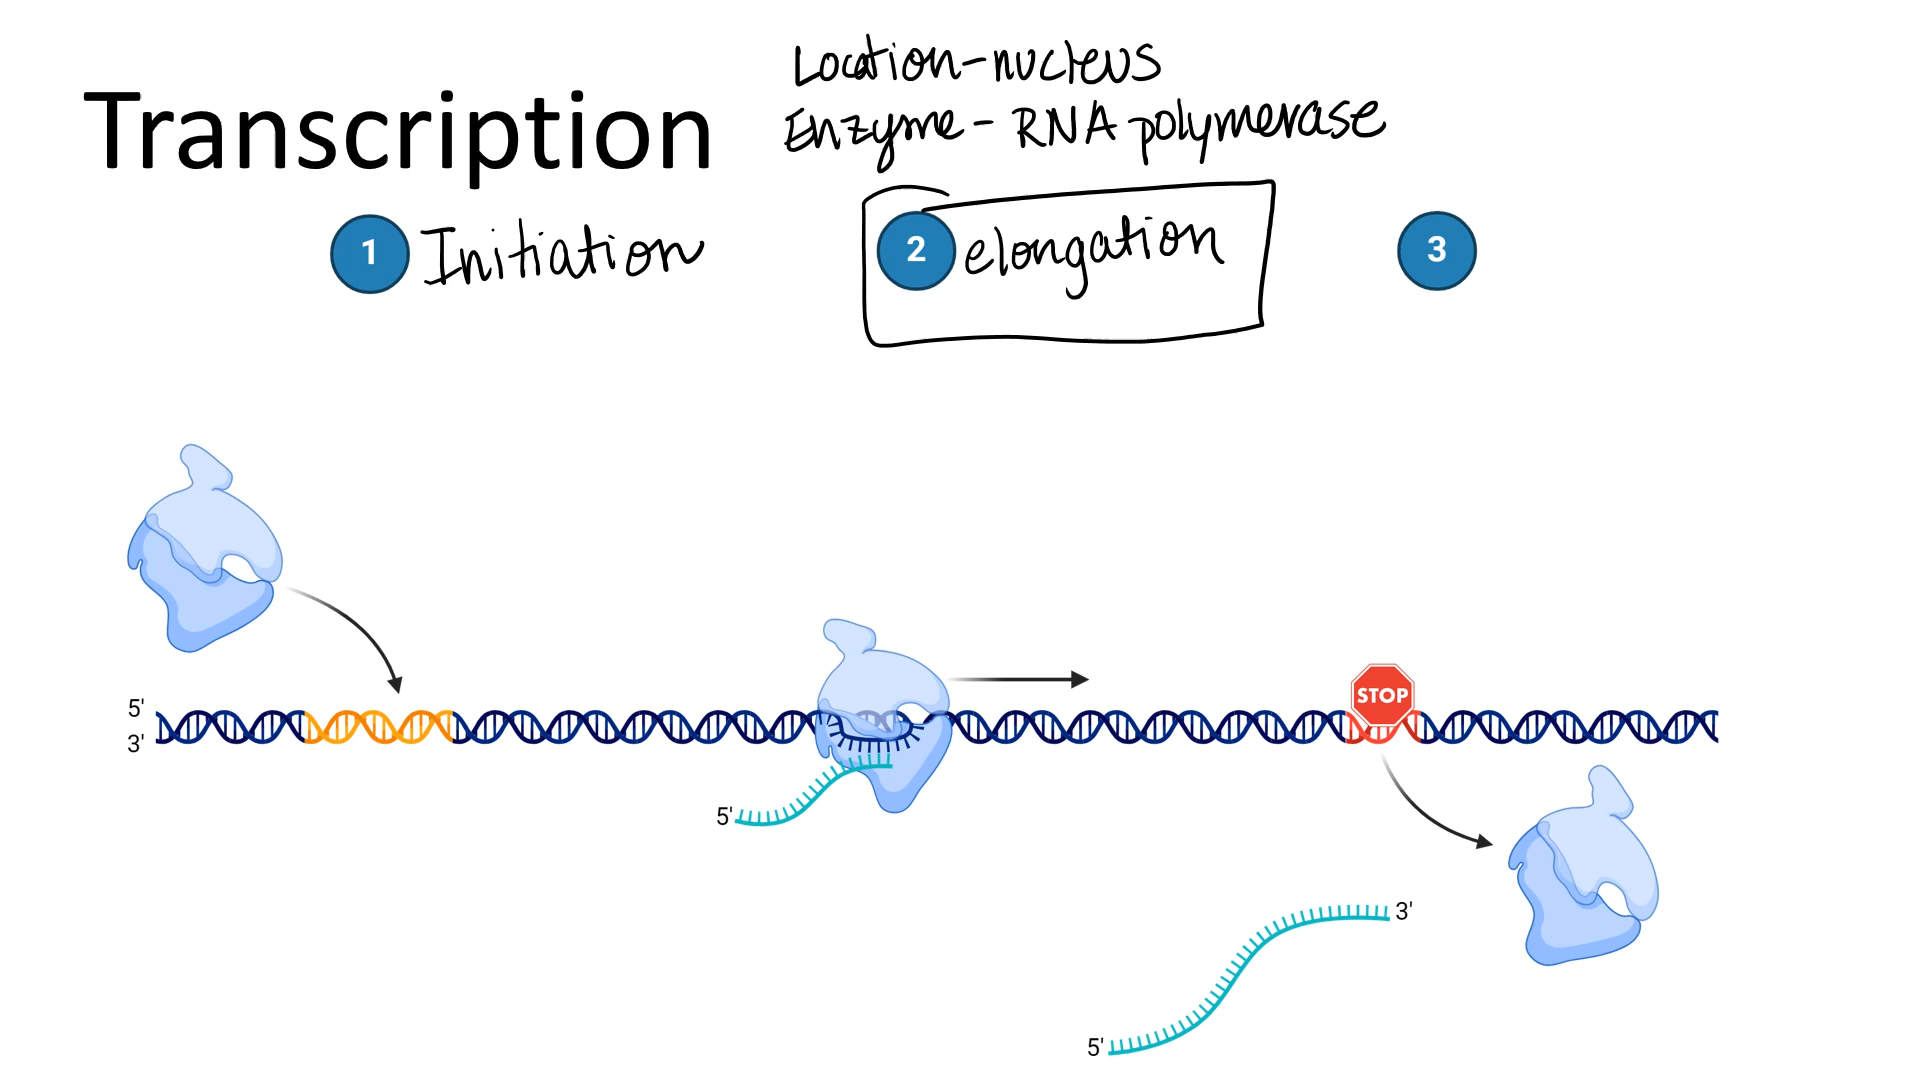 Location-nucleus
Transcription
Enzyme - RNA polymerase
1 Initiation
2 elongation
3
STOP
5'
3'
5'
3'
5'